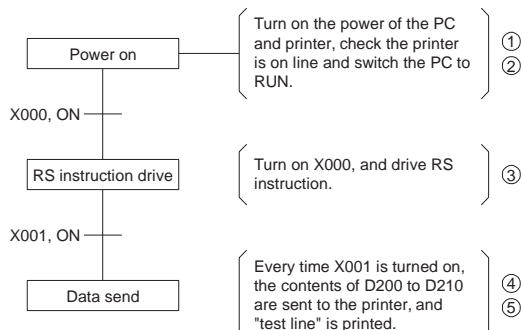 Power on
Turn on the power of the PC
and printer, check the printer
is on line and switch the PC to
RUN.
①
②
X000, ON
RS instruction drive
Turn on X000, and drive RS
instruction.
③
X001, ON
Data send
Every time X001 is turned on,
the contents of D200 to D210
are sent to the printer, and
"test line" is printed.
④
⑤